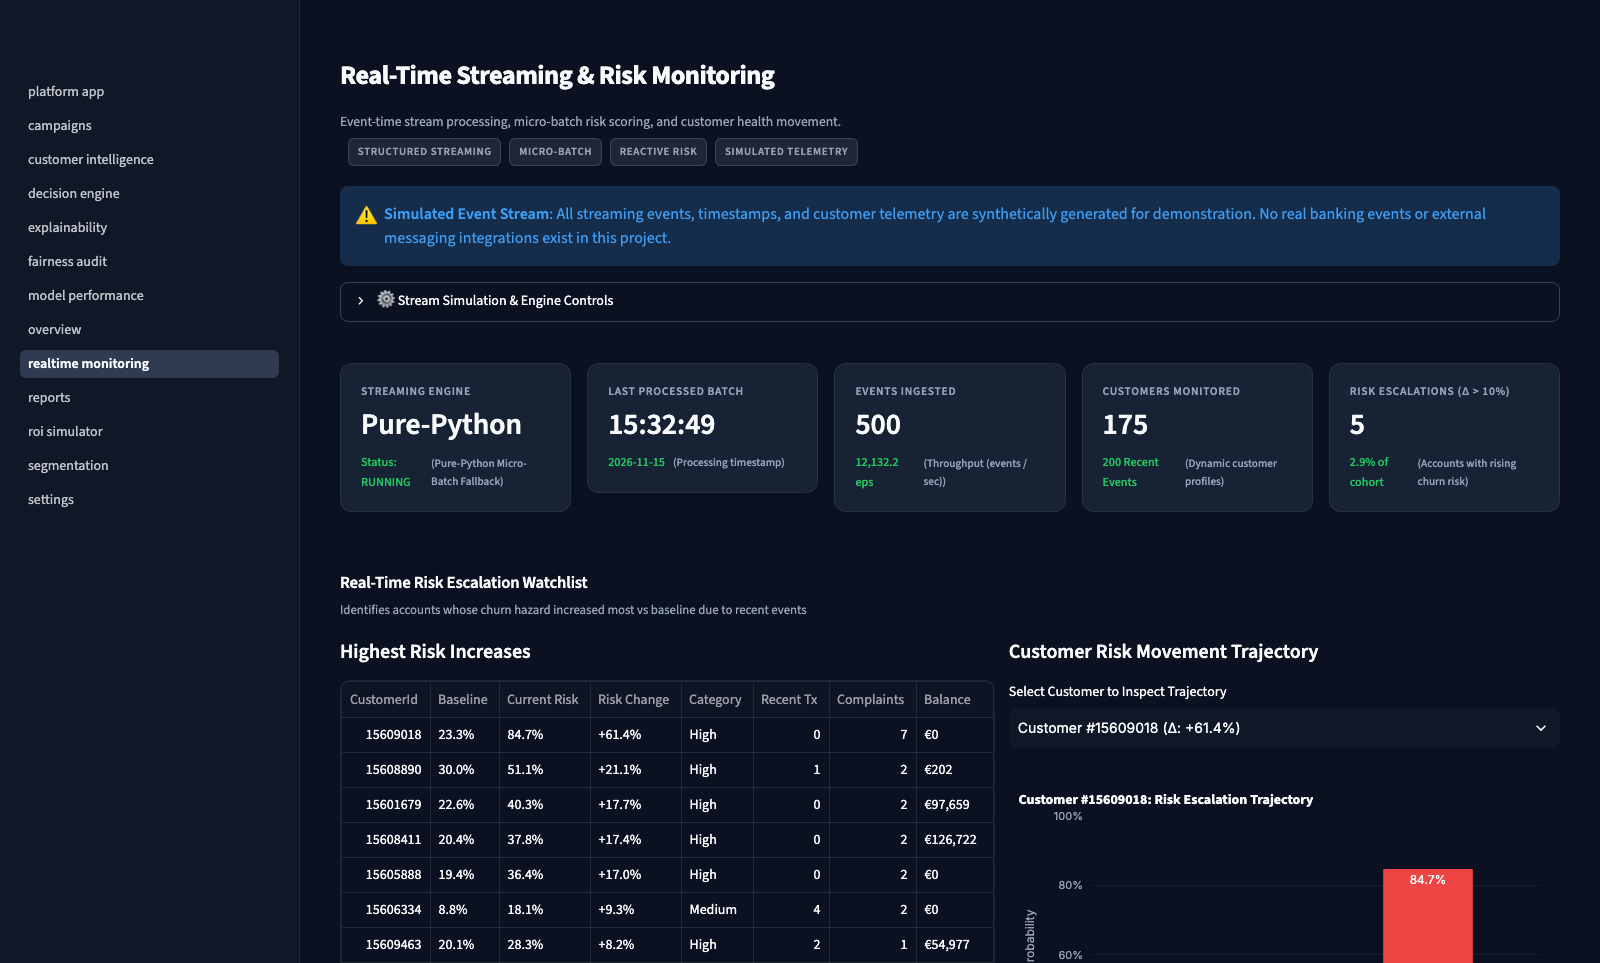 platform app
campaigns
customer intelligence
decision engine
explainability
fairness audit
model performance
overview
realtime monitoring
reports
roi simulator
segmentation
settings
Real-Time Streaming & Risk Monitoring
Event-time stream processing, micro-batch risk scoring, and customer health movement.
STRUCTURED STREAMING MICRO-BATCH REACTIVE RISK SIMULATED TELEMETRY
Simulated Event Stream: All streaming events, timestamps, and customer telemetry are synthetically generated for demonstration. No real banking events or external
messaging integrations exist in this project.
Stream Simulation & Engine Controls
STREAMING ENGINE
Pure-Python
Status: RUNNING
(Pure-Python Micro-
Batch Fallback)
LAST PROCESSED BATCH
15:32:49
2026-11-15 (Processing timestamp)
EVENTS INGESTED
500
12,132.2 eps
(Throughput (events /
sec))
CUSTOMERS MONITORED
175
200 Recent
Events
(Dynamic customer
profiles)
RISK ESCALATIONS (Δ > 10%)
5
2.9% of
cohort
(Accounts with rising
churn risk)
Real-Time Risk Escalation Watchlist
Identifies accounts whose churn hazard increased most vs baseline due to recent events
Highest Risk Increases
CustomerId Baseline Current Risk Risk Change Category Recent Tx Complaints Balance
15609018 23.3% 84.7% +61.4% High 0 7 €0
15608890 30.0% 51.1% +21.1% High 1 2 €202
15601679 22.6% 40.3% +17.7% High 0 2 €97,659
15608411 20.4% 37.8% +17.4% High 0 2 €126,722
15605888 19.4% 36.4% +17.0% High 0 2 €0
15606334 8.8% 18.1% +9.3% Medium 4 2 €0
15609463 20.1% 28.3% +8.2% High 2 1 €54,977
Customer Risk Movement Trajectory
Select Customer to Inspect Trajectory
Customer #15609018 (Δ: +61.4%)
Customer #15609018: Risk Escalation Trajectory
100%
80%
60%
84.7%
robability